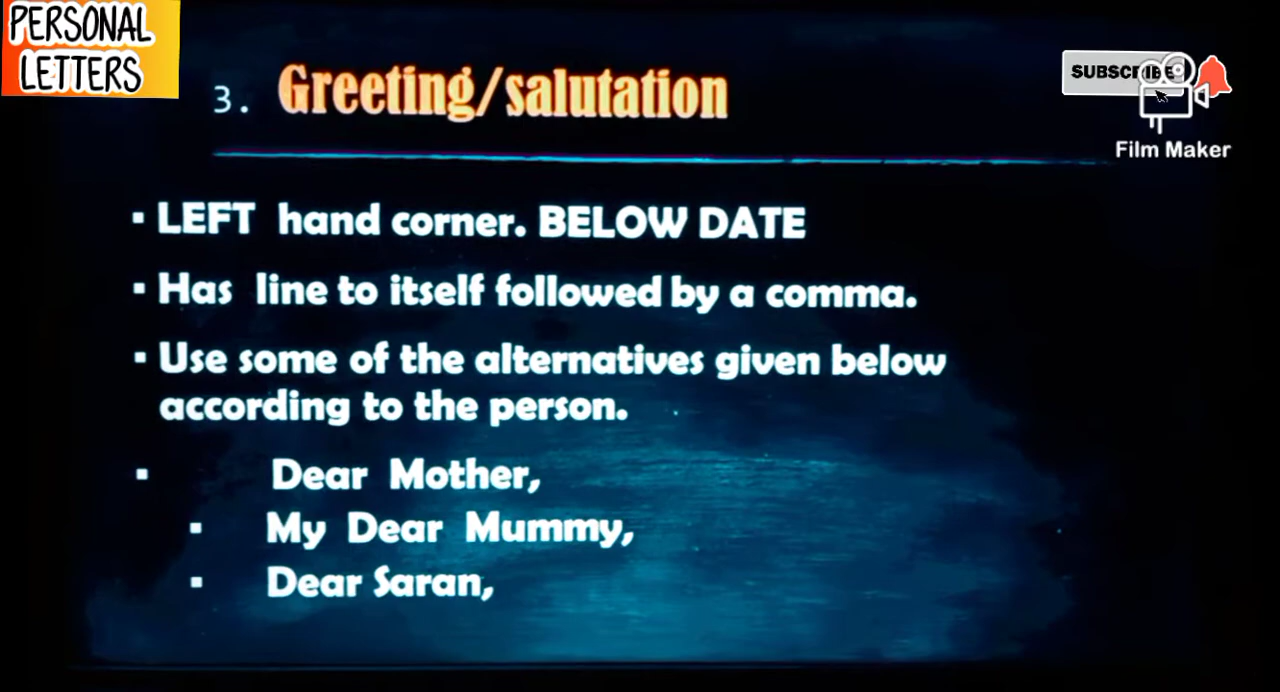 PERSONAL
LETTERS
3. Greeting/salutation
SUBSCRIBE
Film Maker
▪ LEFT hand corner. BELOW DATE
▪ Has line to itself followed by a comma.
▪ Use some of the alternatives given below
according to the person.
▪ Dear Mother,
▪ My Dear Mummy,
▪ Dear Saran,